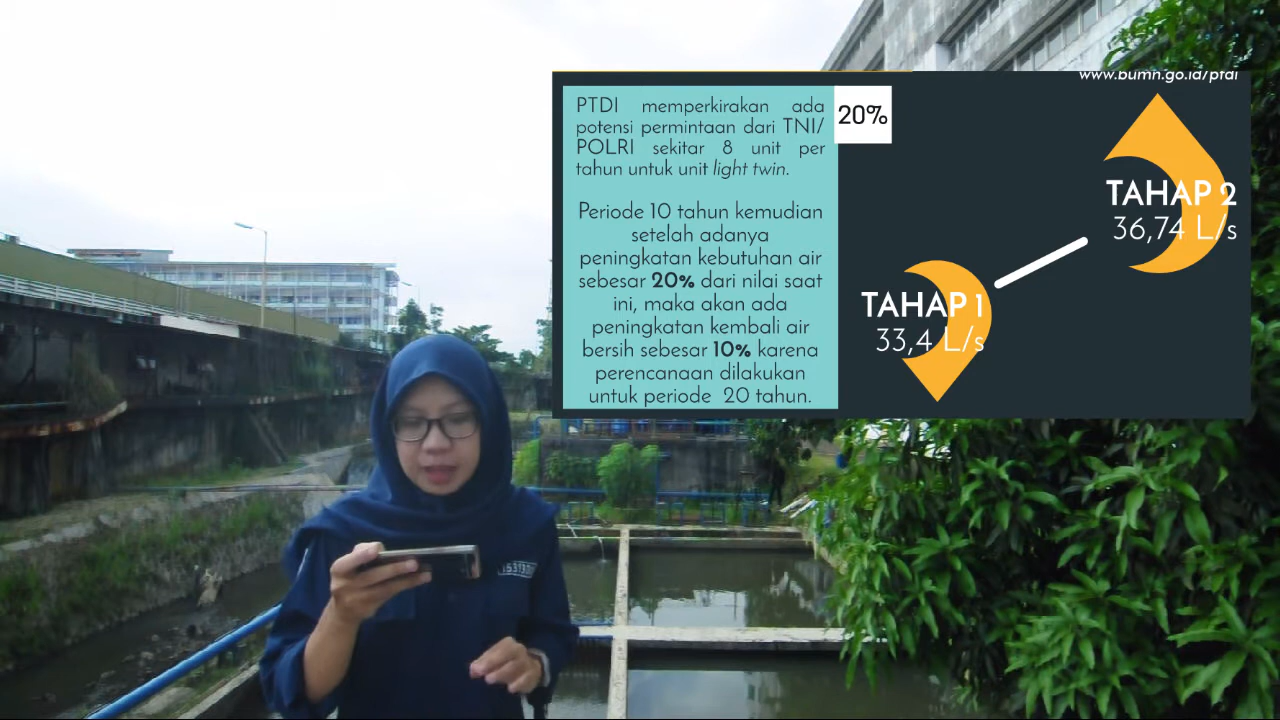 www.bumn.go.id/ptdi
PTDI memperkirakan ada
potensi permintaan dari TNI/
POLRI sekitar 8 unit per
tahun untuk unit light twin.
20%
Periode 10 tahun kemudian
setelah adanya
peningkatan kebutuhan air
sebesar 20% dari nilai saat
ini, maka akan ada
peningkatan kembali air
bersih sebesar 10% karena
perencanaan dilakukan
untuk periode 20 tahun.
TAHAP 1
33,4 L/s
TAHAP 2
36,74 L/s